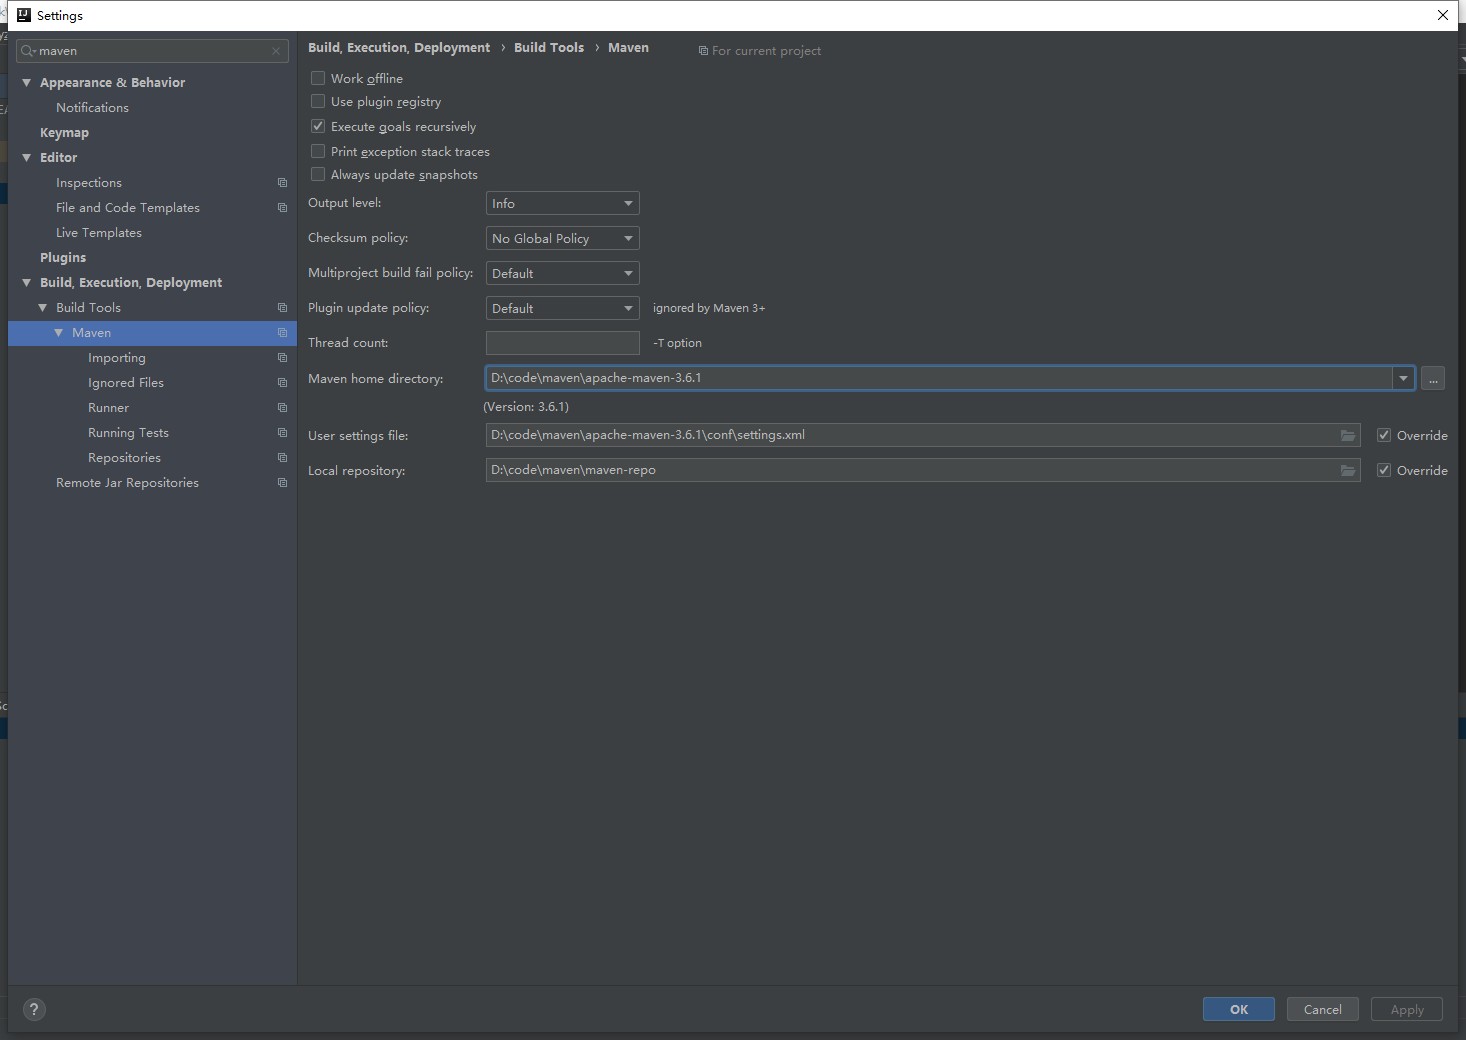 Settings
maven
Appearance & Behavior
Notifications
Keymap
Editor
Inspections
File and Code Templates
Live Templates
Plugins
Build, Execution, Deployment
Build Tools
Maven
Importing
Ignored Files
Runner
Running Tests
Repositories
Remote Jar Repositories
Build, Execution, Deployment › Build Tools › Maven For current project
Work offline
Use plugin registry
Execute goals recursively
Print exception stack traces
Always update snapshots
Output level: Info
Checksum policy: No Global Policy
Multiproject build fail policy: Default
Plugin update policy: Default ignored by Maven 3+
Thread count: -T option
Maven home directory: D:\code\maven\apache-maven-3.6.1 ...
(Version: 3.6.1)
User settings file: D:\code\maven\apache-maven-3.6.1\conf\settings.xml Override
Local repository: D:\code\maven\maven-repo Override
? OK Cancel Apply